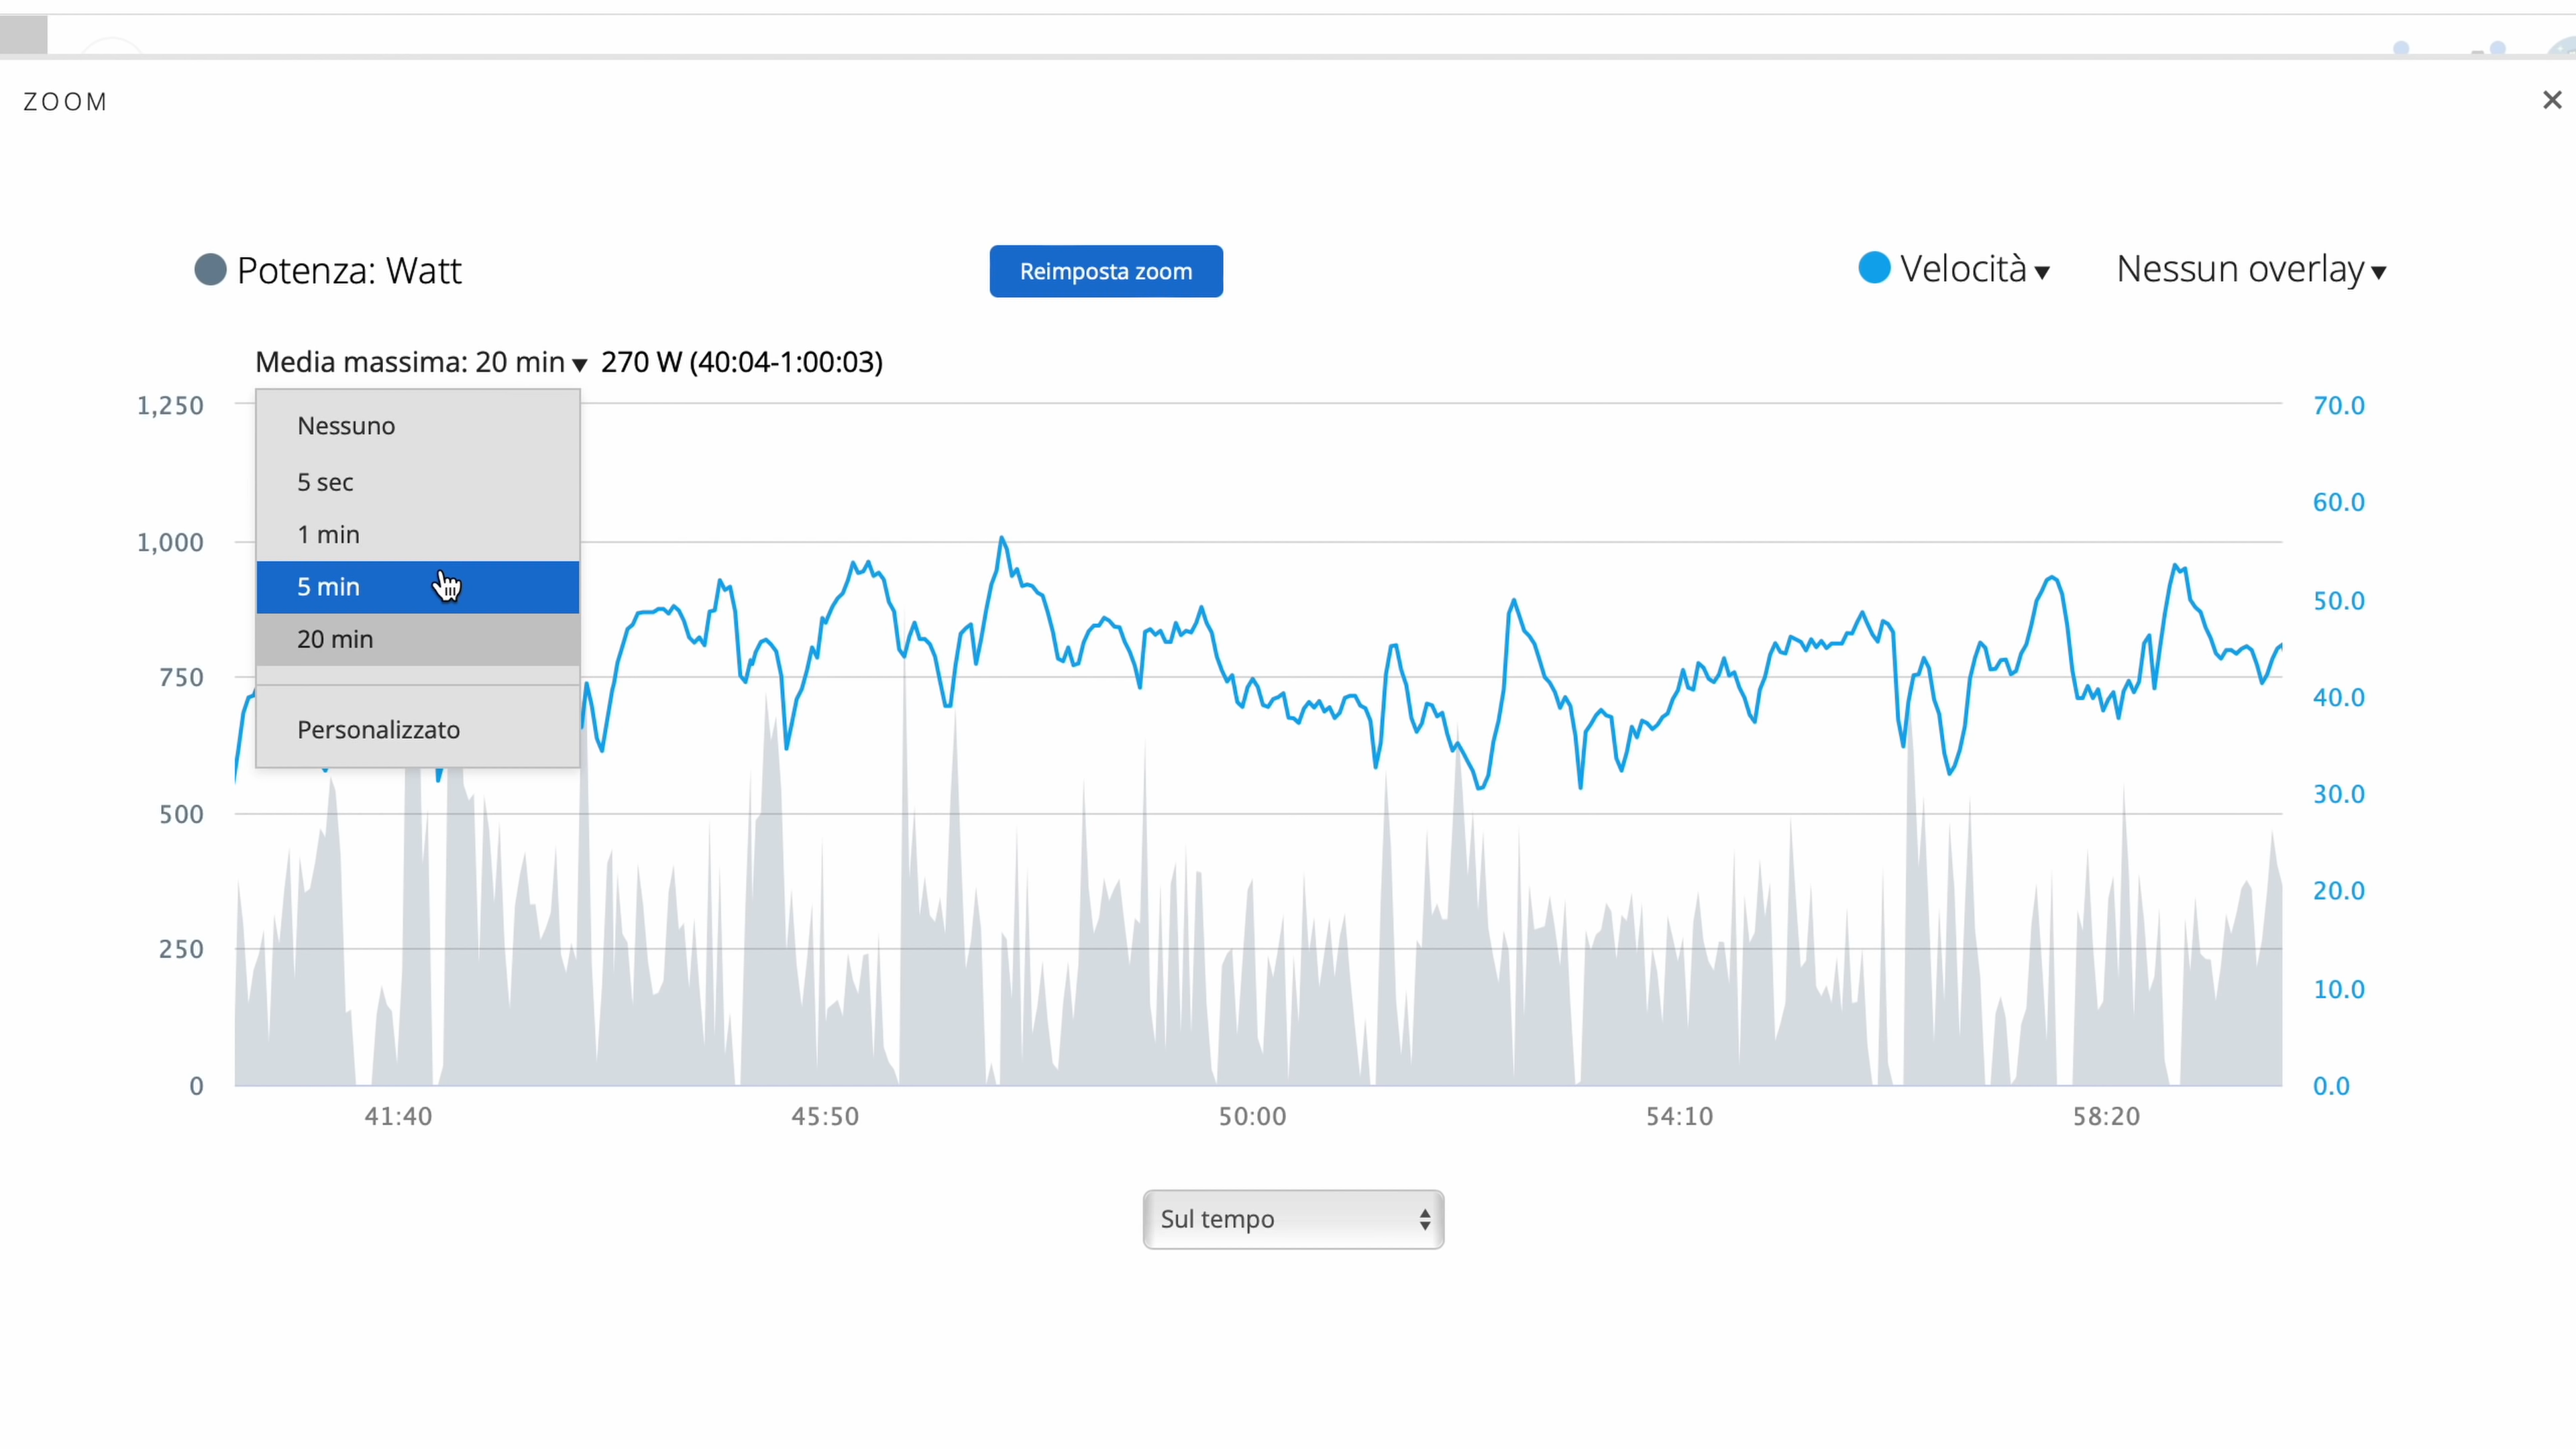 ZOOM
×
Potenza: Watt
Reimposta zoom
Velocità
Nessun overlay
Media massima: 20 min 270 W (40:04-1:00:03)
Nessuno
5 sec
1 min
5 min
20 min
Personalizzato
1,250
1,000
750
500
250
0
70.0
60.0
50.0
40.0
30.0
20.0
10.0
0.0
41:40 45:50 50:00 54:10 58:20
Sul tempo